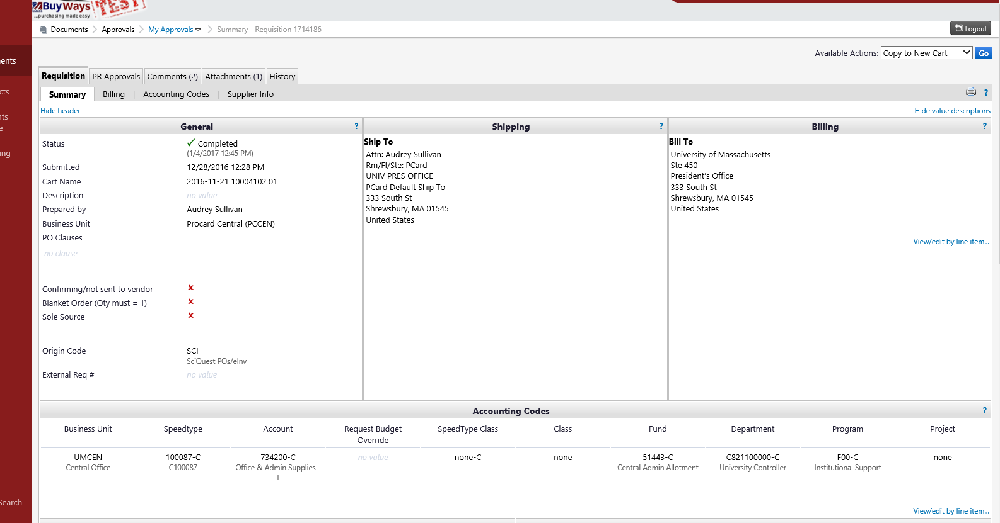 BuyWays
...purchasing made easy
TEST
Documents
Approvals
My Approvals
Summary - Requisition 1714186
Logout
Available Actions: Copy to New Cart Go
Requisition
PR Approvals
Comments (2)
Attachments (1)
History
Summary
Billing
Accounting Codes
Supplier Info
?
Hide header
Hide value descriptions
General ?
Status
Completed
(1/4/2017 12:45 PM)
Submitted
12/28/2016 12:28 PM
Cart Name
2016-11-21 10004102 01
Description
no value
Prepared by
Audrey Sullivan
Business Unit
Procard Central (PCCEN)
PO Clauses
no clause
Confirming/not sent to vendor
Blanket Order (Qty must = 1)
Sole Source
Origin Code
SCI
SciQuest POs/eInv
External Req #
no value
Shipping ?
Ship To
Attn: Audrey Sullivan
Rm/Fl/Ste: PCard
UNIV PRES OFFICE
PCard Default Ship To
333 South St
Shrewsbury, MA 01545
United States
Billing ?
Bill To
University of Massachusetts
Ste 450
President's Office
333 South St
Shrewsbury, MA 01545
United States
View/edit by line item...
Accounting Codes ?
Business Unit
Speedtype
Account
Request Budget
Override
SpeedType Class
Class
Fund
Department
Program
Project
UMCEN
Central Office
100087-C
C100087
734200-C
Office & Admin Supplies -
T
no value
none-C
none
51443-C
Central Admin Allotment
C821100000-C
University Controller
F00-C
Institutional Support
none
View/edit by line item...
ents
cts
nts
e
ing
Search